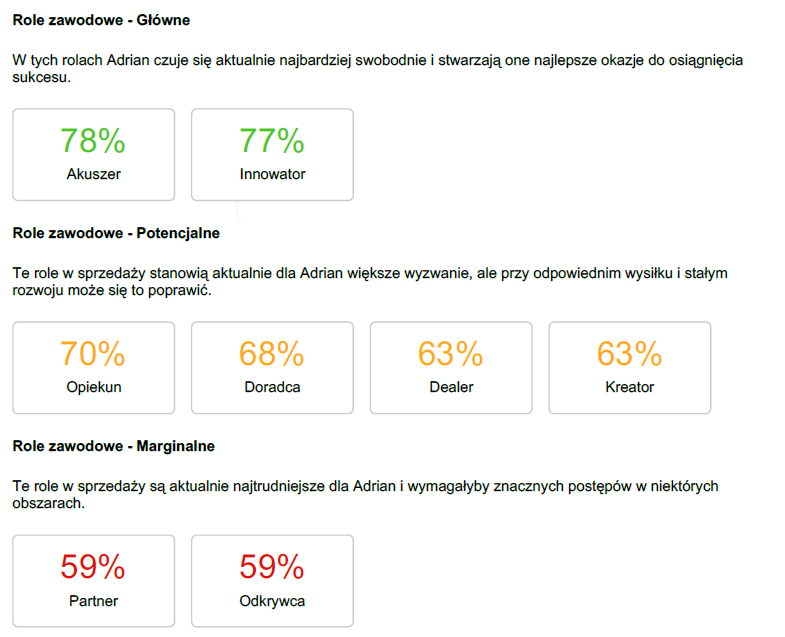 Role zawodowe - Główne
W tych rolach Adrian czuje się aktualnie najbardziej swobodnie i stwarzają one najlepsze okazje do osiągnięcia
sukcesu.
78% 77%
Akuszer Innowator
Role zawodowe - Potencjalne
Te role w sprzedaży stanowią aktualnie dla Adrian większe wyzwanie, ale przy odpowiednim wysiłku i stałym
rozwoju może się to poprawić.
70% 68% 63% 63%
Opiekun Doradca Dealer Kreator
Role zawodowe - Marginalne
Te role w sprzedaży są aktualnie najtrudniejsze dla Adrian i wymagałyby znacznych postępów w niektórych
obszarach.
59% 59%
Partner Odkrywca